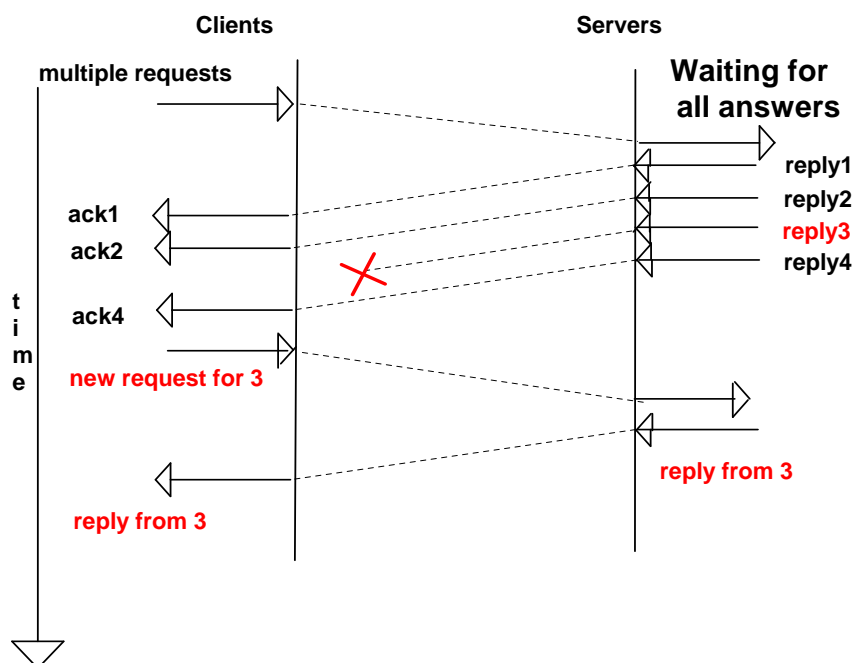 Clients
Servers
multiple requests
Waiting for
all answers
reply1
reply2
reply3
reply4
ack1
ack2
ack4
time
new request for 3
reply from 3
reply from 3